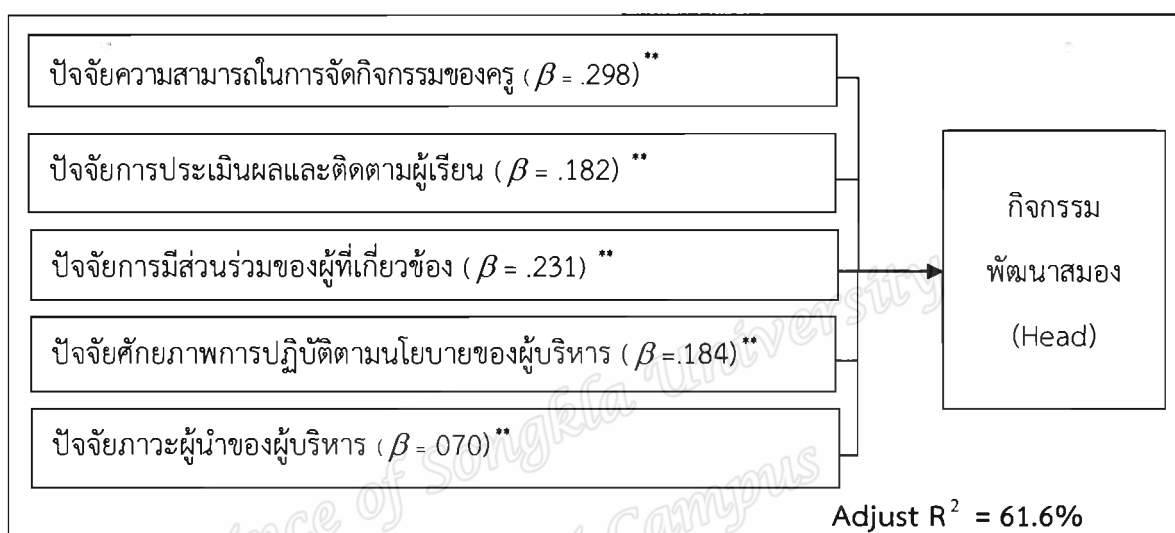 ปัจจัยความสามารถในการจัดกิจกรรมของครู ( β = .298) **
ปัจจัยการประเมินผลและติดตามผู้เรียน ( β = .182) **
ปัจจัยการมีส่วนร่วมของผู้ที่เกี่ยวข้อง ( β = .231) **
ปัจจัยศักยภาพการปฏิบัติตามนโยบายของผู้บริหาร ( β =.184) **
ปัจจัยภาวะผู้นำของผู้บริหาร ( β = 070) **
กิจกรรม
พัฒนาสมอง
(Head)
Adjust R² = 61.6%
nce of Songkla University
Campus